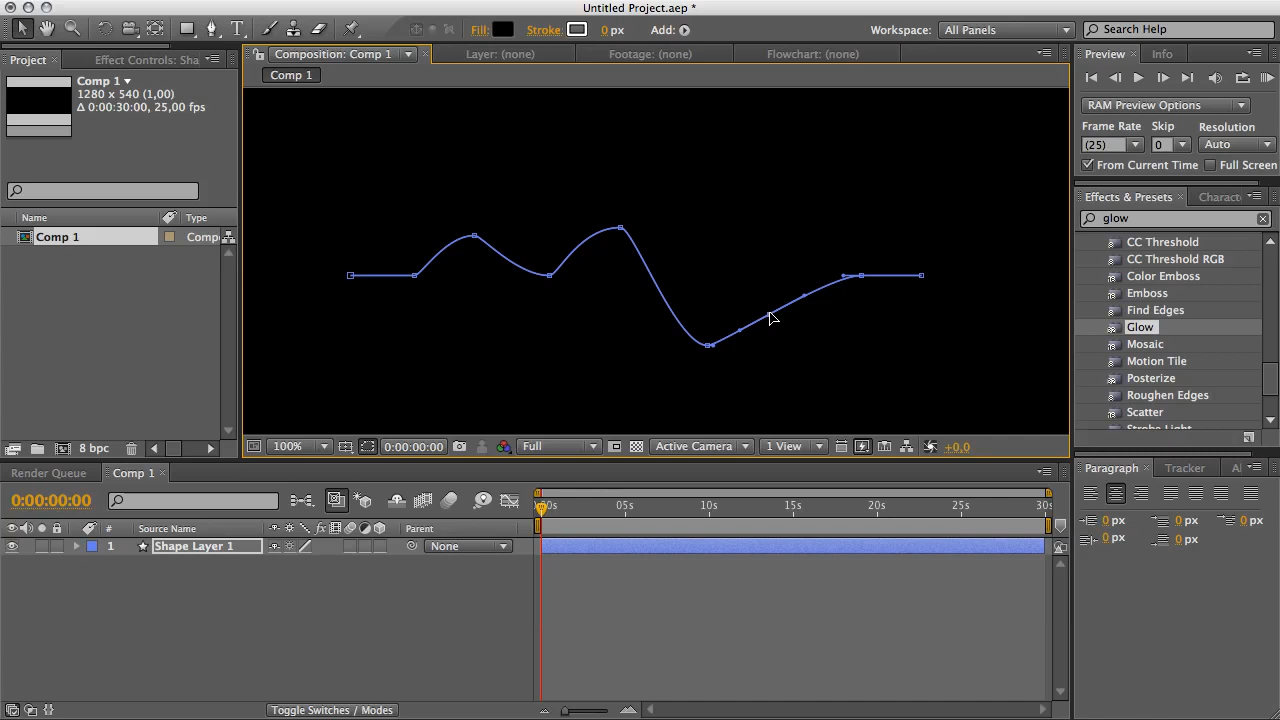 Untitled Project.aep *
Fill: Stroke: 0 px Add: Workspace: All Panels Search Help
Project Effect Controls: Sha
Composition: Comp 1 Layer: (none) Footage: (none) Flowchart: (none)
Preview Info
Comp 1
1280 x 540 (1,00)
Δ 0:00:30:00, 25,00 fps
Comp 1
RAM Preview Options
Frame Rate Skip Resolution
(25) 0 Auto
From Current Time Full Screen
Effects & Presets Charact
glow
Name Type
Comp 1 Comp
CC Threshold
CC Threshold RGB
Color Emboss
Emboss
Find Edges
Glow
Mosaic
Motion Tile
Posterize
Roughen Edges
Scatter
Strobe Light
8 bpc
100% 0:00:00:00 Full Active Camera 1 View +0,0
Render Queue Comp 1
Paragraph Tracker Al
0:00:00:00
05s 10s 15s 20s 25s 30s
# Source Name Parent
1 Shape Layer 1 None
0 px 0 px 0 px
0 px 0 px
Toggle Switches / Modes